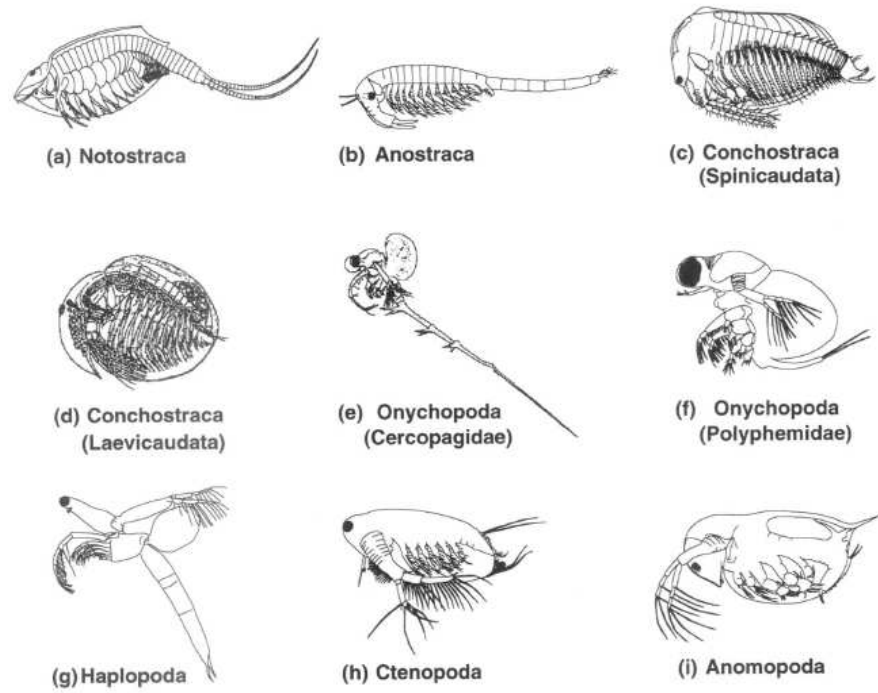 (a) Notostraca
(b) Anostraca
(c) Conchostraca
(Spinicaudata)
(d) Conchostraca
(Laevicaudata)
(e) Onychopoda
(Cercopagidae)
(f) Onychopoda
(Polyphemidae)
(g) Haplopoda
(h) Ctenopoda
(i) Anomopoda